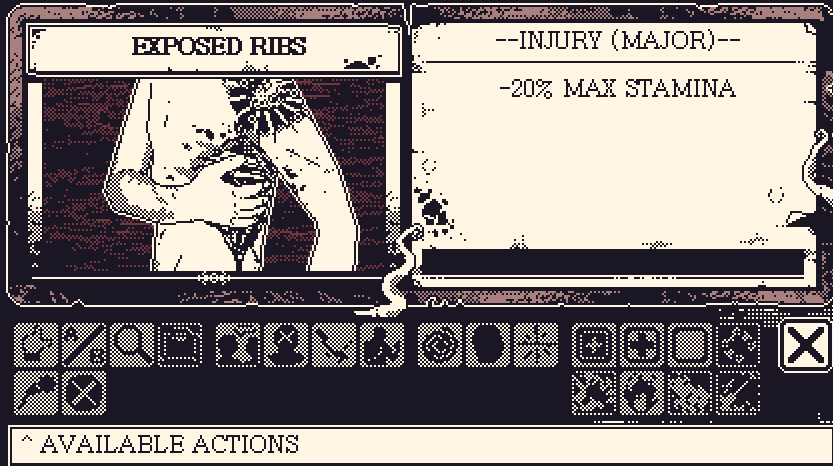 EXPOSED RIBS
--INJURY (MAJOR)--
-20% MAX STAMINA
^ AVAILABLE ACTIONS